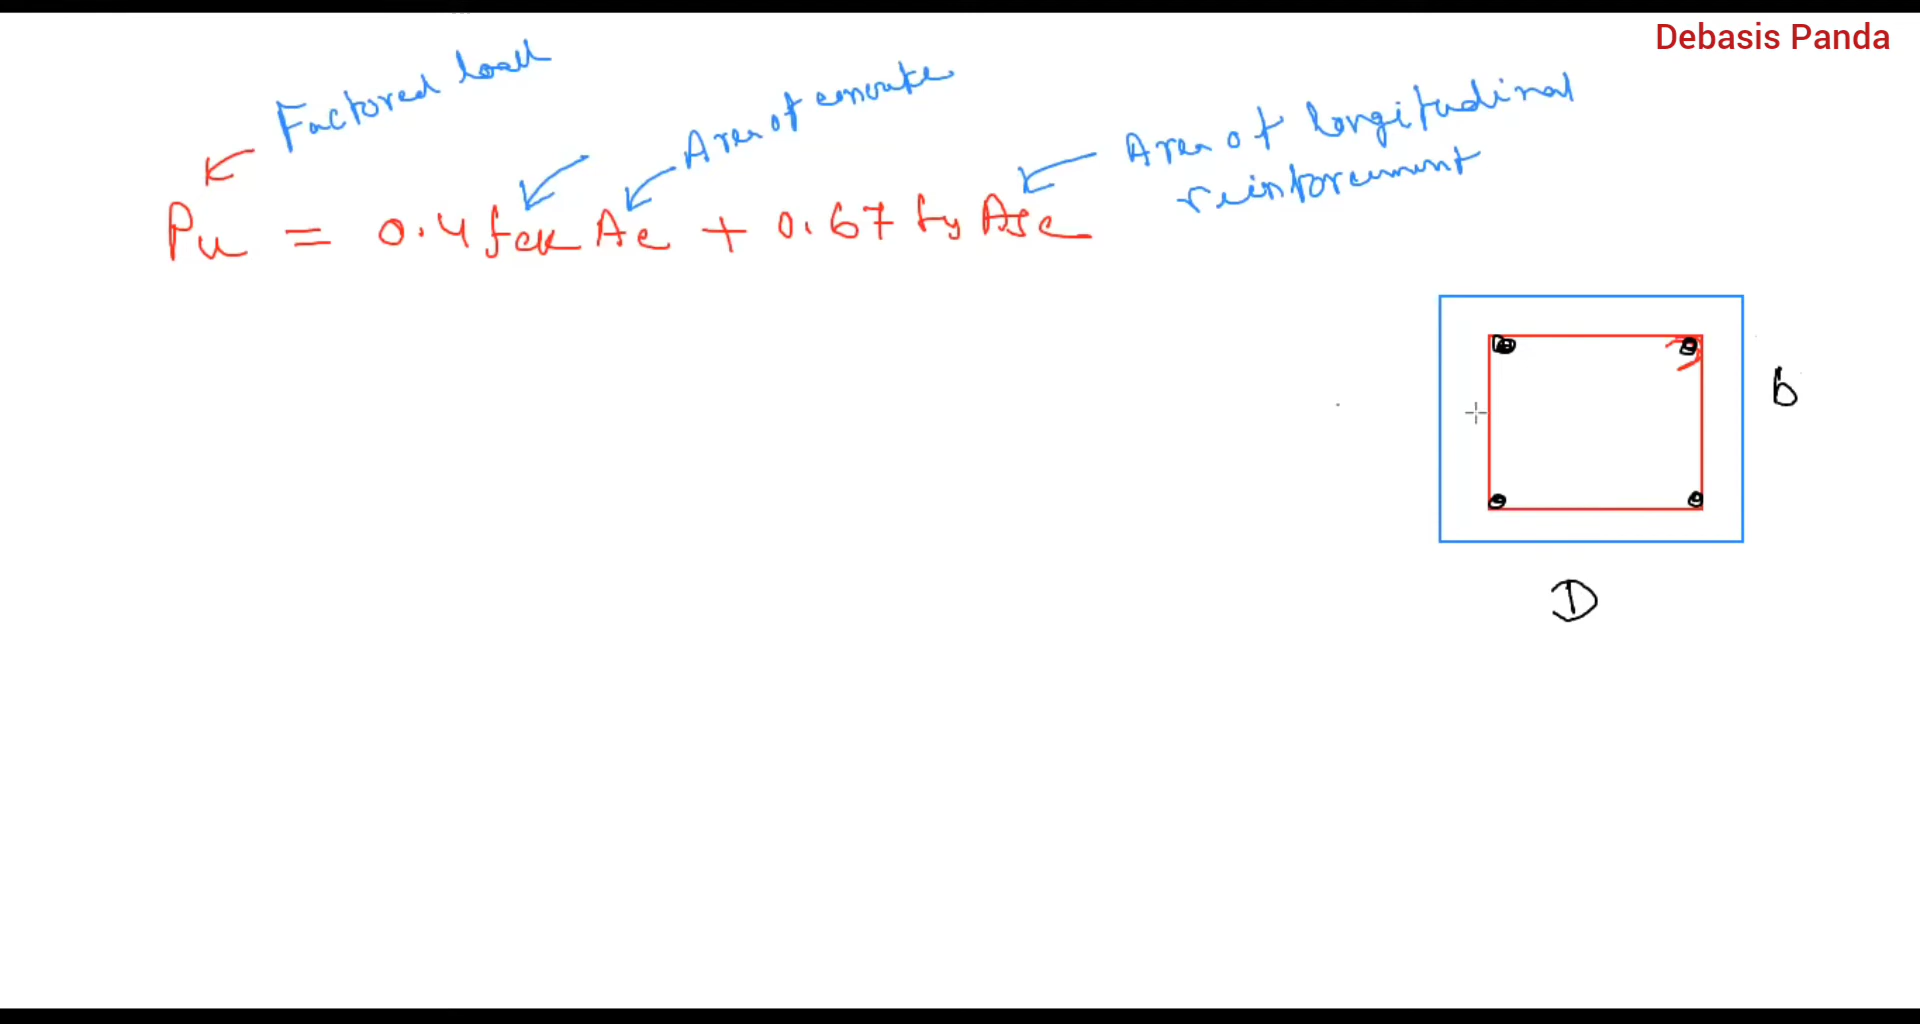 Debasis Panda
Factored load
Area of concrete
Area of longitudinal
reinforcement
Pu = 0.4 fck Ac + 0.67 fy Asc
b
D